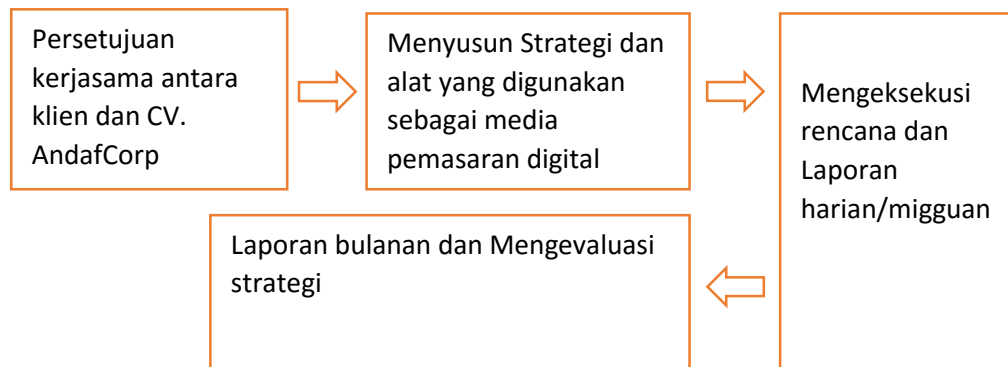 Persetujuan
kerjasama antara
klien dan CV.
AndafCorp
Menyusun Strategi dan
alat yang digunakan
sebagai media
pemasaran digital
Mengeksekusi
rencana dan
Laporan
harian/migguan
Laporan bulanan dan Mengevaluasi
strategi